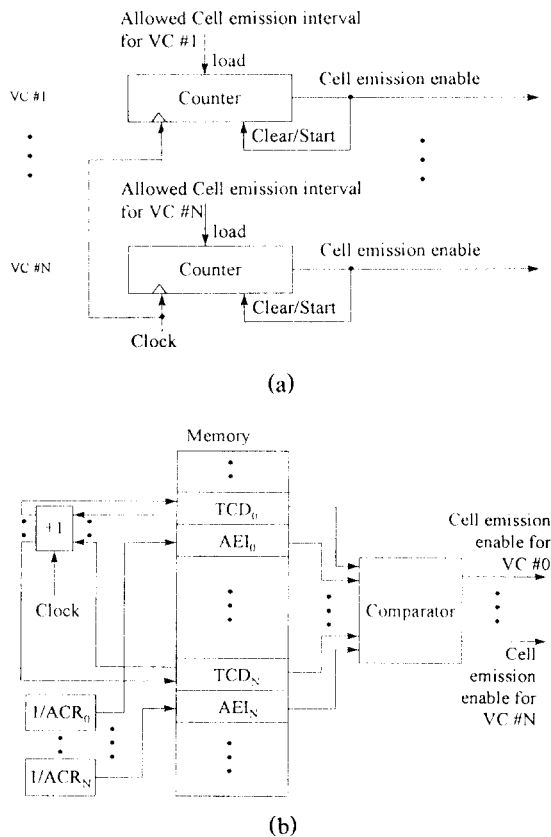 Allowed Cell emission interval
for VC #1
load
Cell emission enable
VC #1
Counter
Clear/Start
Allowed Cell emission interval
for VC #N
load
Cell emission enable
VC #N
Counter
Clear/Start
Clock
(a)
Memory
+1
TCD0
AEI0
Clock
Cell emission
enable for
VC #0
Comparator
TCDN
AEIN
1/ACR0
1/ACRN
Cell
emission
enable for
VC #N
(b)